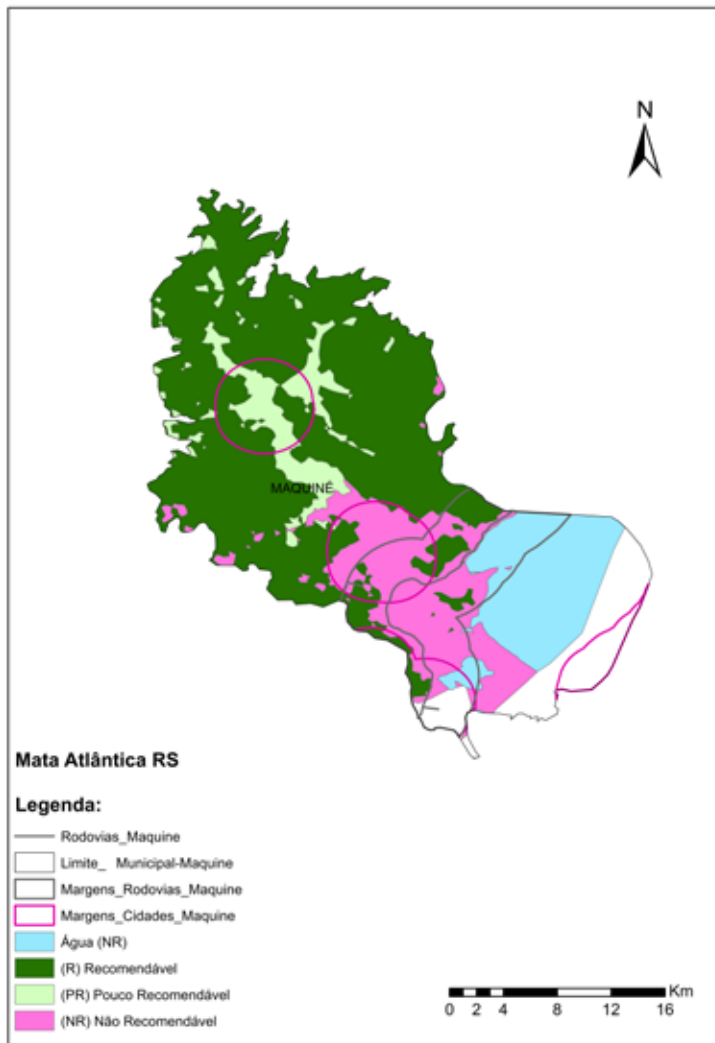 N
MAQUINÉ
Mata Atlântica RS
Legenda:
Rodovias_Maquine
Limite_ Municipal-Maquine
Margens_Rodovias_Maquine
Margens_Cidades_Maquine
Água (NR)
(R) Recomendável
(PR) Pouco Recomendável
(NR) Não Recomendável
Km
0 2 4 8 12 16